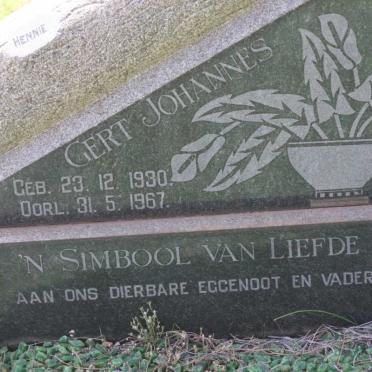 HENNIE
GERT JOHANNES
GEB. 23. 12. 1930.
OORL. 31. 5. 1967.
'N SIMBOOL VAN LIEFDE
AAN ONS DIERBARE EGGENOOT EN VADER